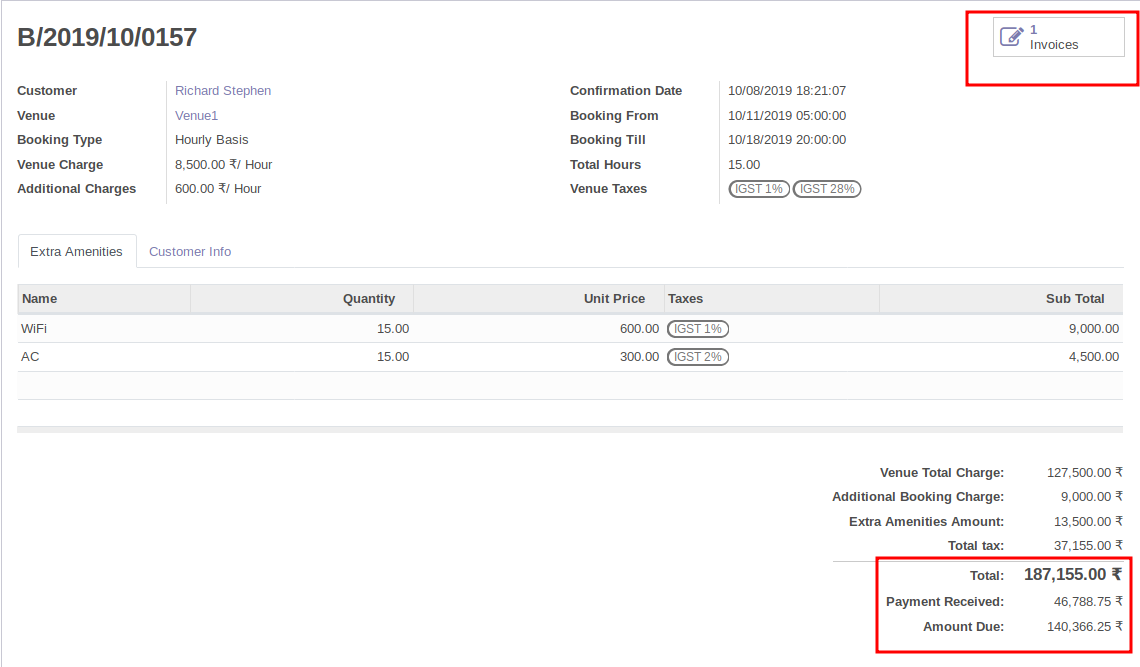 B/2019/10/0157
1
Invoices
Customer Richard Stephen
Venue Venue1
Booking Type Hourly Basis
Venue Charge 8,500.00 ₹/ Hour
Additional Charges 600.00 ₹/ Hour
Confirmation Date 10/08/2019 18:21:07
Booking From 10/11/2019 05:00:00
Booking Till 10/18/2019 20:00:00
Total Hours 15.00
Venue Taxes IGST 1% IGST 28%
Extra Amenities Customer Info
Name Quantity Unit Price Taxes Sub Total
WiFi 15.00 600.00 IGST 1% 9,000.00
AC 15.00 300.00 IGST 2% 4,500.00
Venue Total Charge: 127,500.00 ₹
Additional Booking Charge: 9,000.00 ₹
Extra Amenities Amount: 13,500.00 ₹
Total tax: 37,155.00 ₹
Total: 187,155.00 ₹
Payment Received: 46,788.75 ₹
Amount Due: 140,366.25 ₹